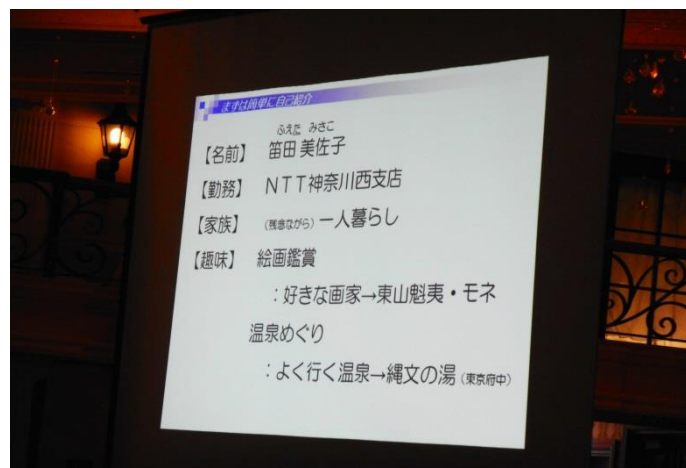 まずは簡単に自己紹介
ふえた みさこ
【名前】 笛田 美佐子
【勤務】 NTT神奈川西支店
【家族】 (残念ながら)一人暮らし
【趣味】 絵画鑑賞
：好きな画家→東山魁夷・モネ
温泉めぐり
：よく行く温泉→縄文の湯(東京府中)